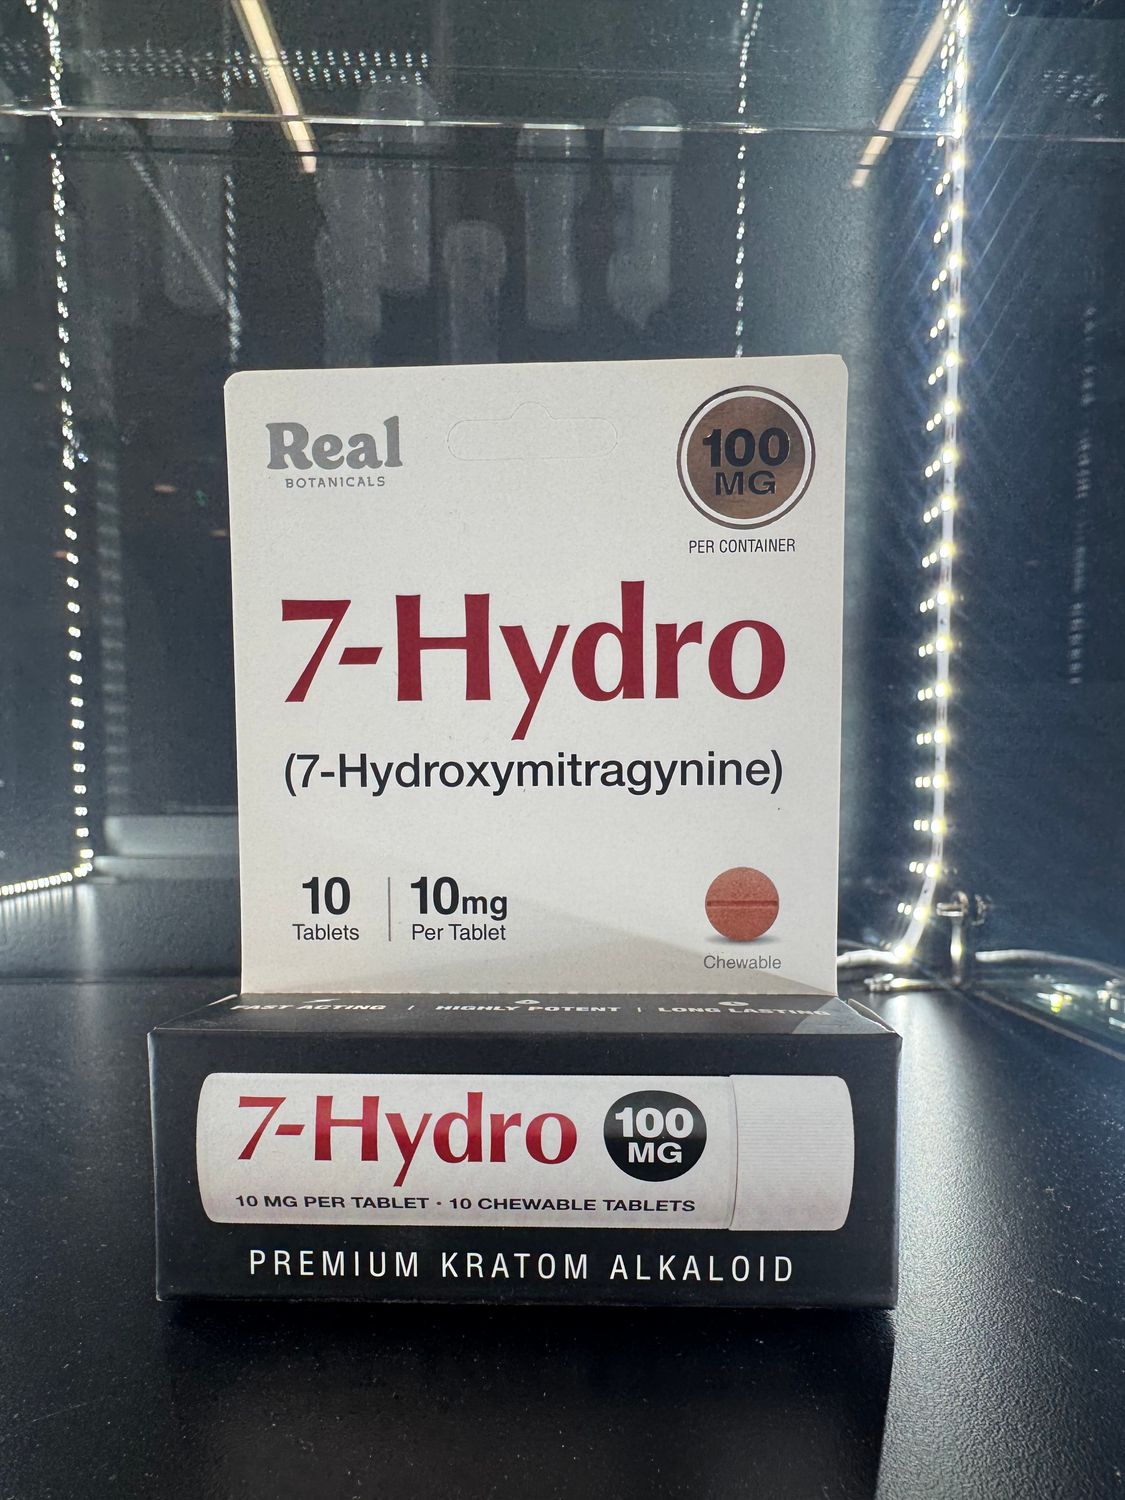 Real
BOTANICALS
100
MG
PER CONTAINER
7-Hydro
(7-Hydroxymitragynine)
10
Tablets
10mg
Per Tablet
Chewable
FAST ACTING | HIGHLY POTENT | LONG LASTING
7-Hydro
100
MG
10 MG PER TABLET · 10 CHEWABLE TABLETS
PREMIUM KRATOM ALKALOID